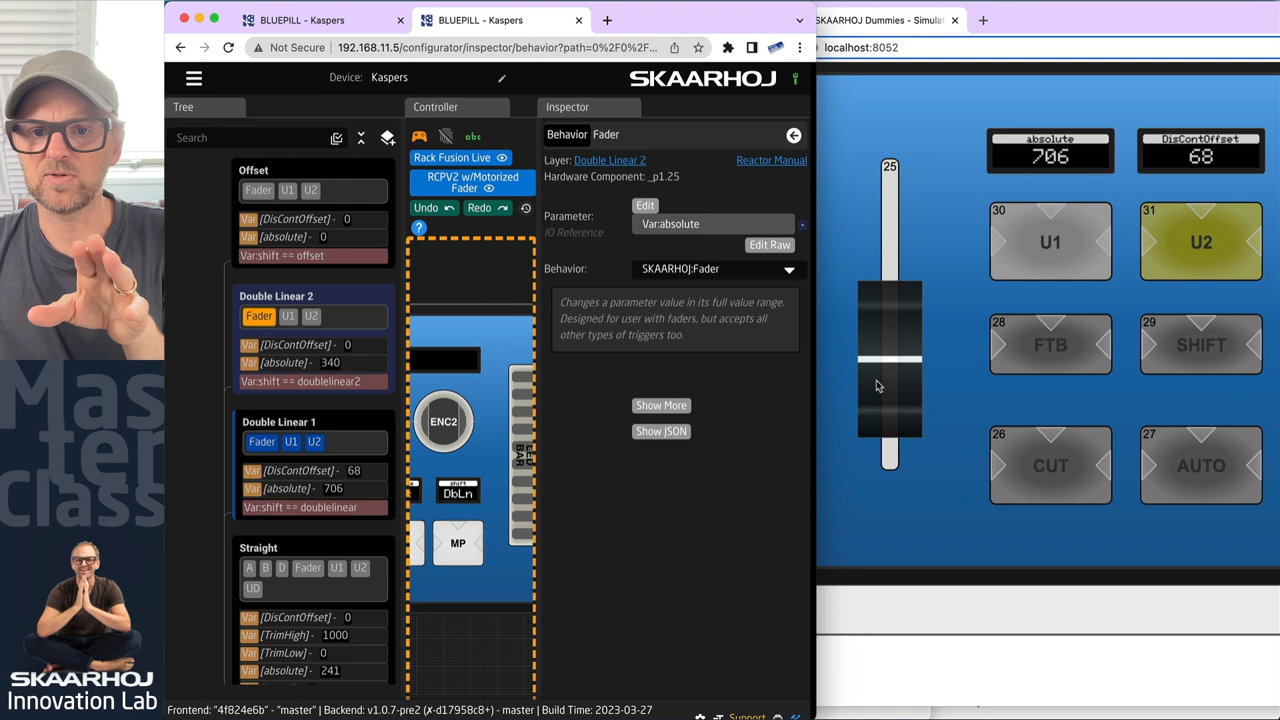 BLUEPILL - Kaspers
BLUEPILL - Kaspers
SKAARHOJ Dummies - Simulat
Not Secure
192.168.11.5/configurator/inspector/behavior?path=0%2F0%2F...
localhost:8052
Device: Kaspers
SKAARHOJ
Tree
Controller
Inspector
Search
abc
Rack Fusion Live
RCPV2 w/Motorized
Fader
Undo
Redo
?
Offset
Fader U1 U2
Var [DisContOffset]- 0
Var [absolute]- 0
Var:shift == offset
Double Linear 2
Fader U1 U2
Var [DisContOffset]- 0
Var [absolute]- 340
Var:shift == doublelinear2
Double Linear 1
Fader U1 U2
Var [DisContOffset]- 68
Var [absolute]- 706
Var:shift == doublelinear
Straight
A B D Fader U1 U2
UD
Var [DisContOffset]- 0
Var [TrimHigh]- 1000
Var [TrimLow]- 0
Var [absolute]- 241
ENC2
LED BAR
shift
DbLn
MP
Behavior Fader
Layer: Double Linear 2
Reactor Manual
Hardware Component: _p1.25
Edit
Parameter:
IO Reference
Var:absolute
Edit Raw
Behavior:
SKAARHOJ:Fader
Changes a parameter value in its full value range.
Designed for user with faders, but accepts all
other types of triggers too.
Show More
Show JSON
25
absolute
706
DisContOffset
68
30
U1
31
U2
28
FTB
29
SHIFT
26
CUT
27
AUTO
Mas
ter
Class
SKAARHOJ
Innovation Lab
Frontend: "4f824e6b" - "master" | Backend: v1.0.7-pre2 (✗-d17958c8+) - master | Build Time: 2023-03-27
Support